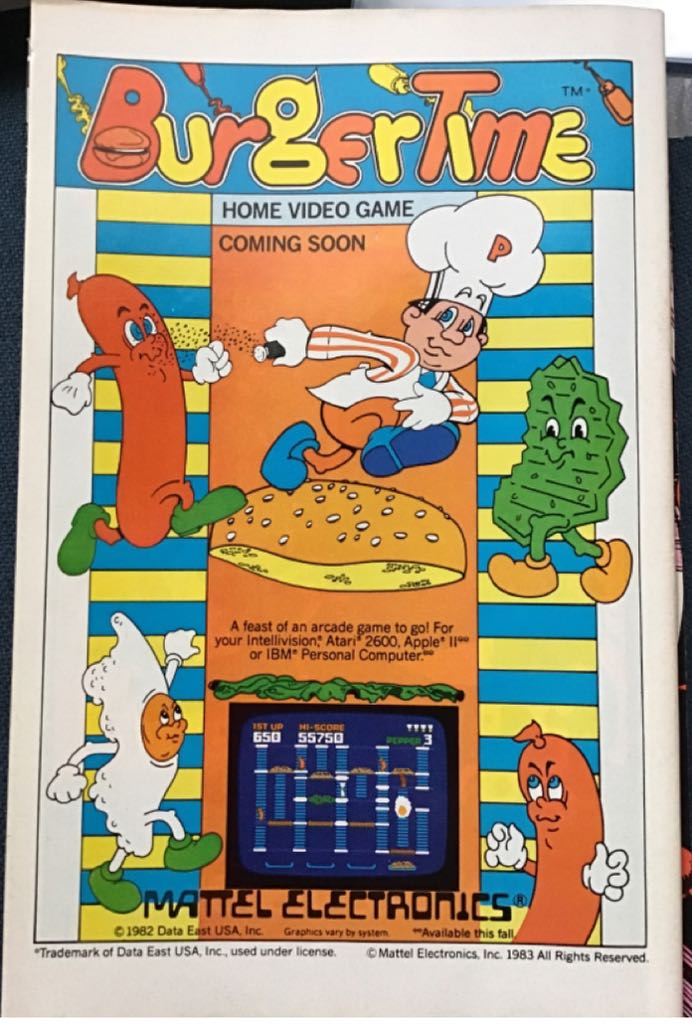 BurgerTime TM*
HOME VIDEO GAME
COMING SOON
P
A feast of an arcade game to go! For
your Intellivision,® Atari® 2600, Apple® II°°
or IBM® Personal Computer.°°
1ST UP HI-SCORE
650 55750 PEPPER 3
MATTEL ELECTRONICS®
© 1982 Data East USA, Inc. Graphics vary by system. °°Available this fall.
*Trademark of Data East USA, Inc., used under license. © Mattel Electronics, Inc. 1983 All Rights Reserved.